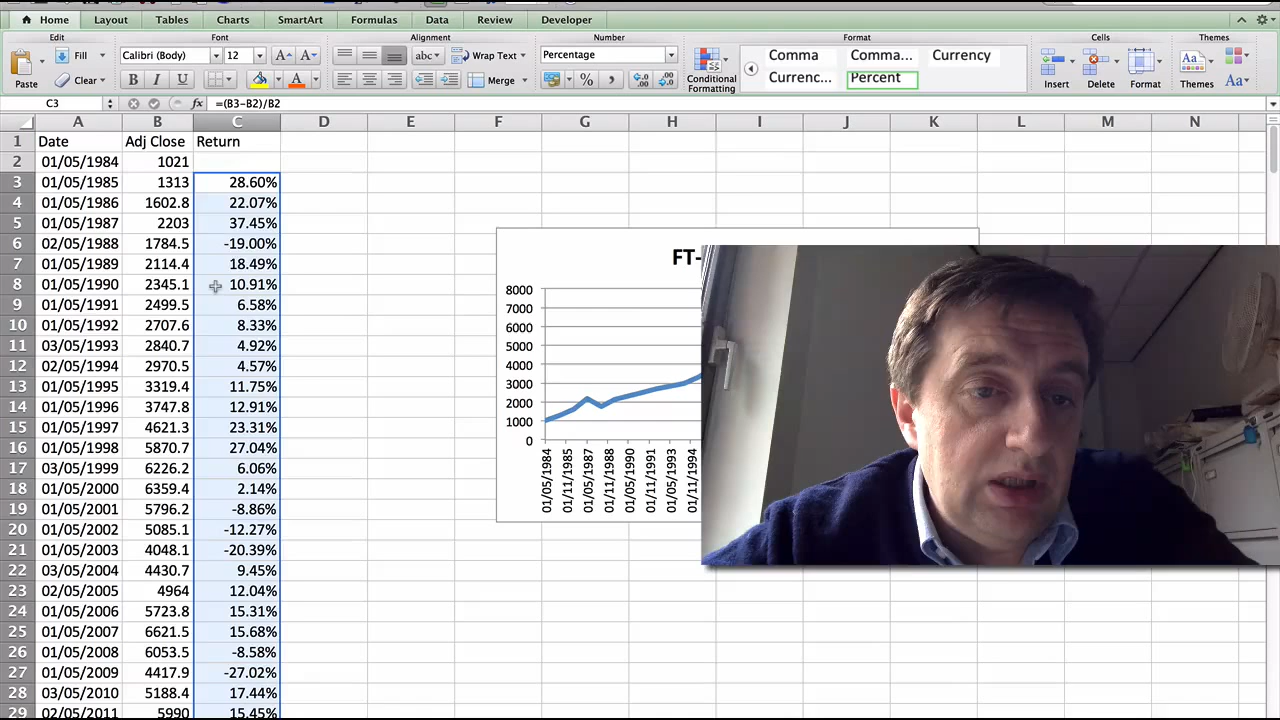 Home Layout Tables Charts SmartArt Formulas Data Review Developer
Edit Font Alignment Number Format Cells Themes
Fill Calibri (Body) 12 A A abc Wrap Text Percentage Comma Comma... Currency
Paste Clear B I U A Merge % Conditional Formatting Currenc... Percent Insert Delete Format Themes Aa
C3 fx =(B3-B2)/B2
A B C D E F G H I J K L M N
1 Date Adj Close Return
2 01/05/1984 1021
3 01/05/1985 1313 28.60%
4 01/05/1986 1602.8 22.07%
5 01/05/1987 2203 37.45%
6 02/05/1988 1784.5 -19.00%
7 01/05/1989 2114.4 18.49%
8 01/05/1990 2345.1 10.91%
9 01/05/1991 2499.5 6.58%
10 01/05/1992 2707.6 8.33%
11 03/05/1993 2840.7 4.92%
12 02/05/1994 2970.5 4.57%
13 01/05/1995 3319.4 11.75%
14 01/05/1996 3747.8 12.91%
15 01/05/1997 4621.3 23.31%
16 01/05/1998 5870.7 27.04%
17 03/05/1999 6226.2 6.06%
18 01/05/2000 6359.4 2.14%
19 01/05/2001 5796.2 -8.86%
20 01/05/2002 5085.1 -12.27%
21 01/05/2003 4048.1 -20.39%
22 03/05/2004 4430.7 9.45%
23 02/05/2005 4964 12.04%
24 01/05/2006 5723.8 15.31%
25 01/05/2007 6621.5 15.68%
26 01/05/2008 6053.5 -8.58%
27 01/05/2009 4417.9 -27.02%
28 03/05/2010 5188.4 17.44%
29 02/05/2011 5990 15.45%
FT-
8000
7000
6000
5000
4000
3000
2000
1000
0
01/05/1984
01/11/1985
01/05/1987
01/11/1988
01/05/1990
01/11/1991
01/05/1993
01/11/1994